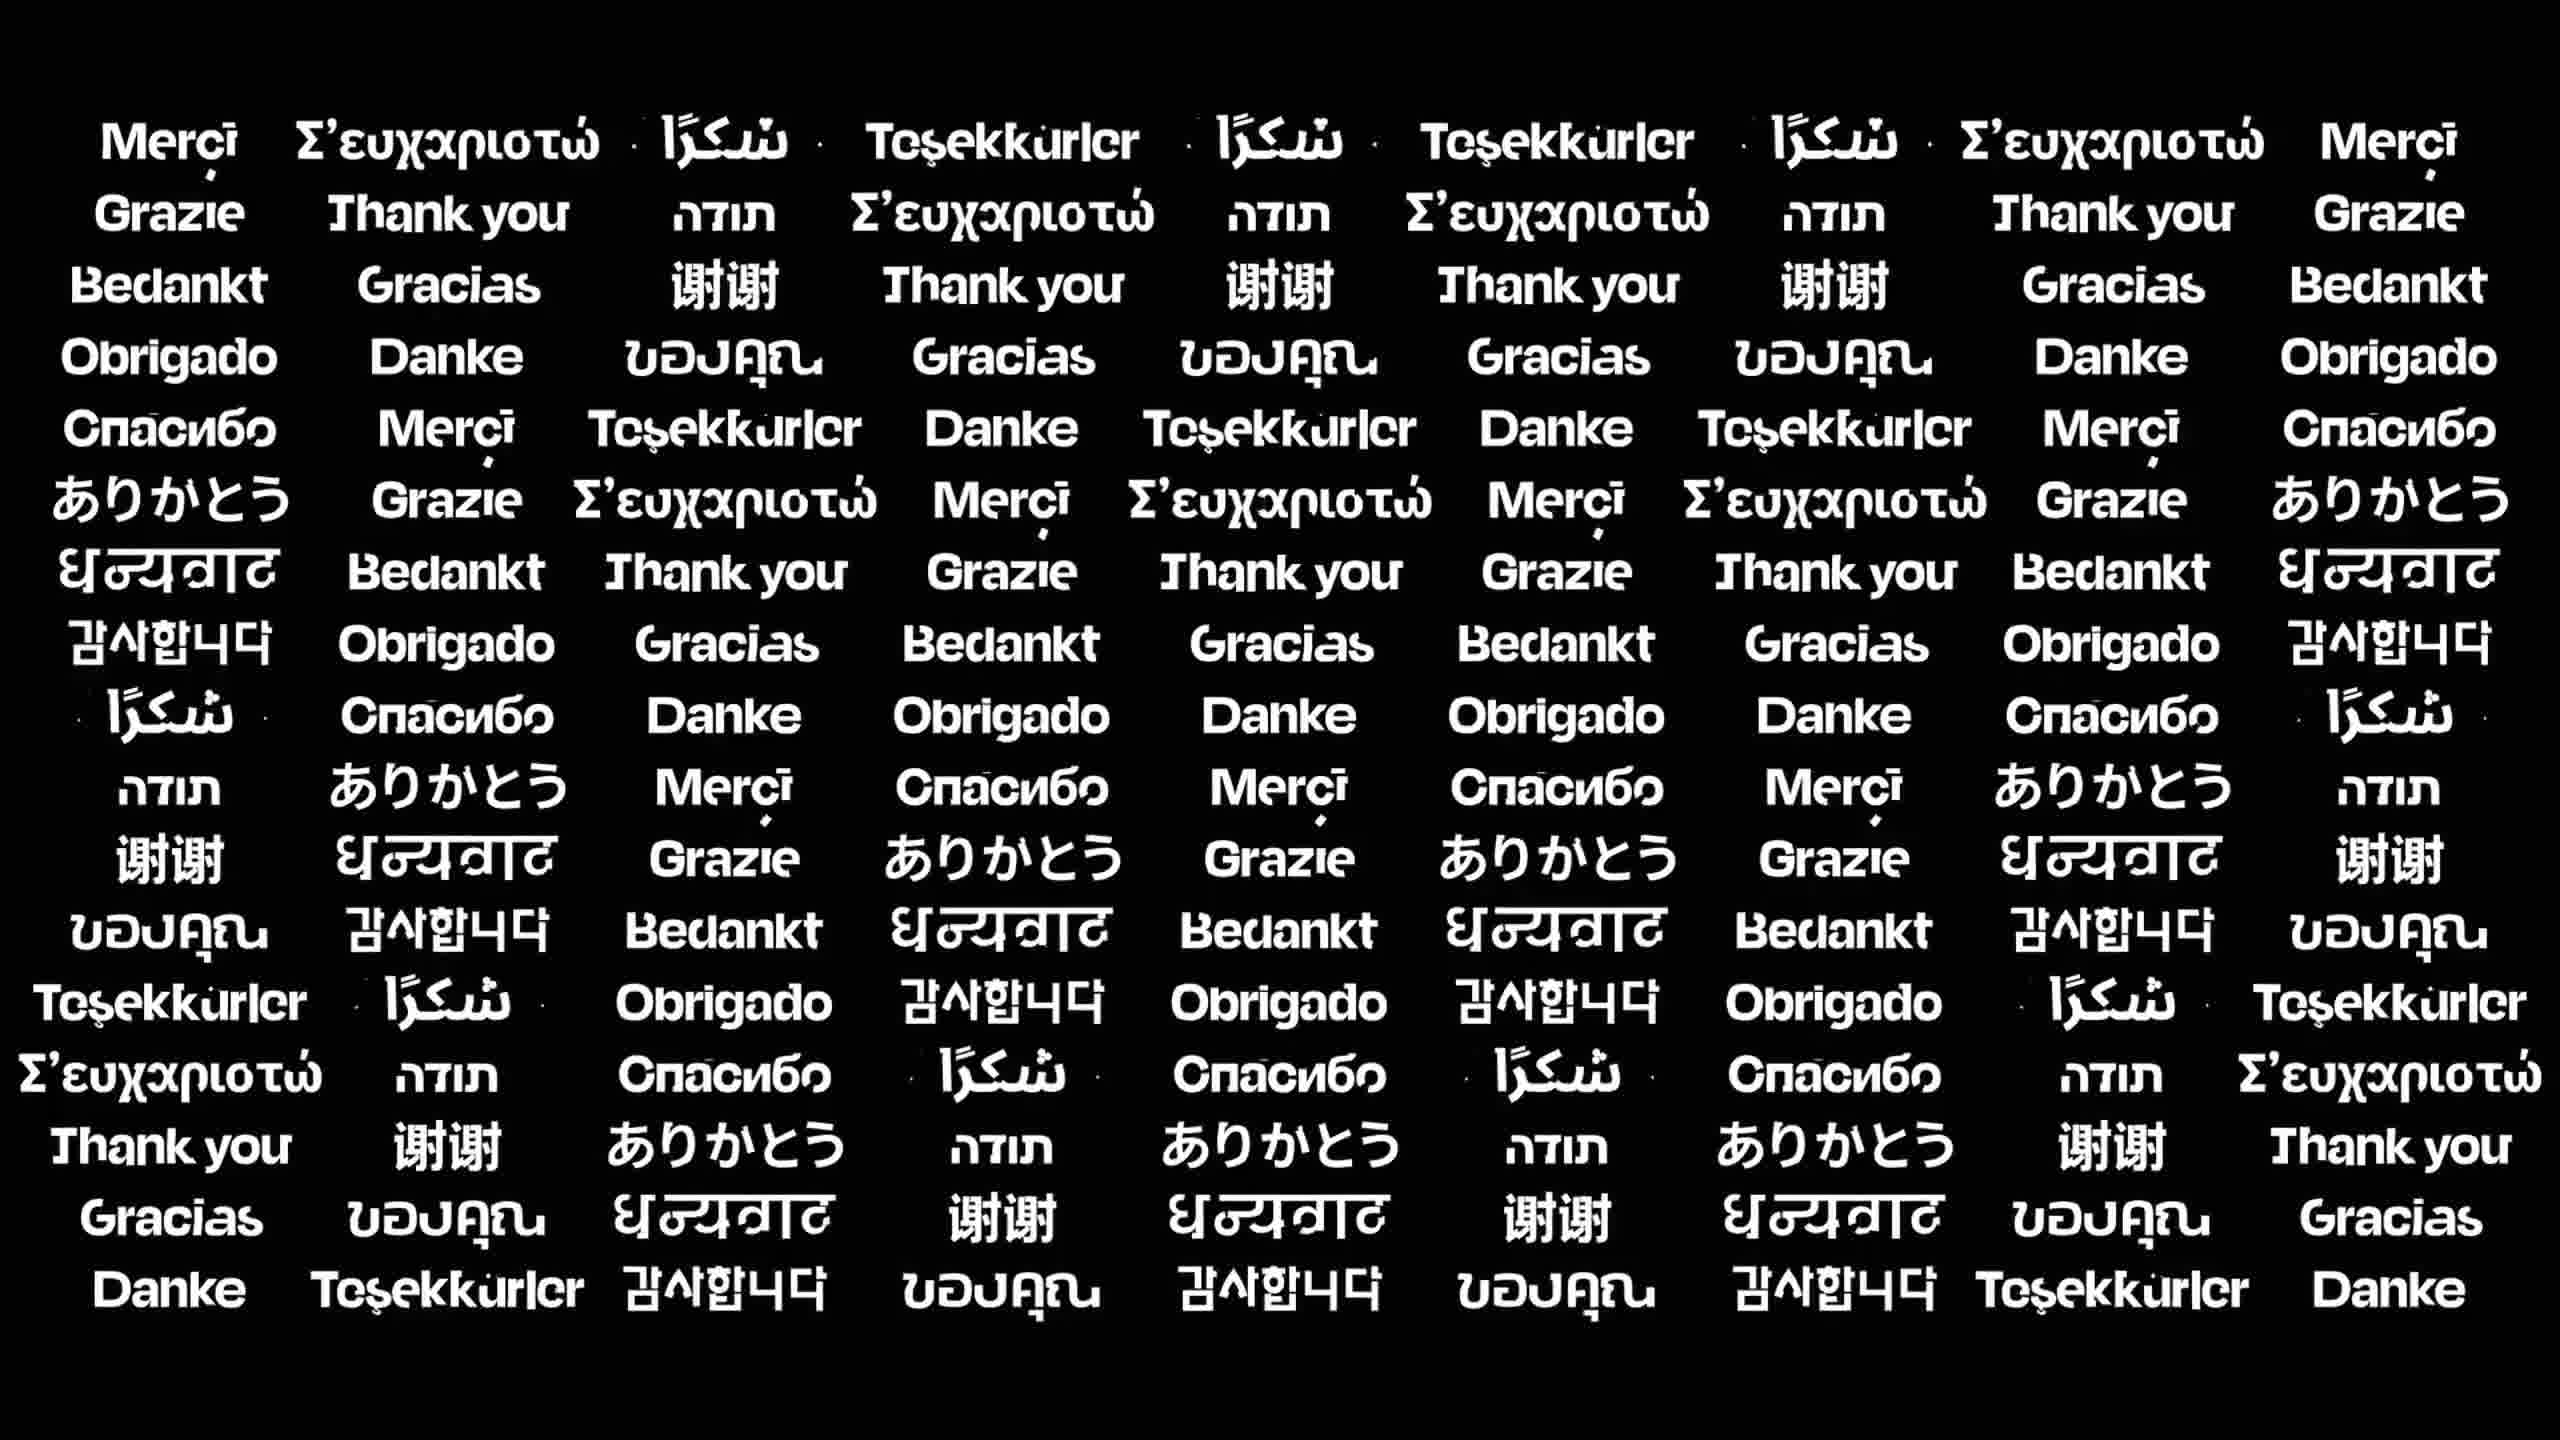 Merçi Σ’ευχαριστώ شكرًا Teşekkürler شكرًا Teşekkürler شكرًا Σ’ευχαριστώ Merçi
Grazie Thank you תודה Σ’ευχαριστώ תודה Σ’ευχαριστώ תודה Thank you Grazie
Bedankt Gracias 谢谢 Thank you 谢谢 Thank you 谢谢 Gracias Bedankt
Obrigado Danke ขอบคุณ Gracias ขอบคุณ Gracias ขอบคุณ Danke Obrigado
Спасибо Merçi Teşekkürler Danke Teşekkürler Danke Teşekkürler Merçi Спасибо
ありがとう Grazie Σ’ευχαριστώ Merçi Σ’ευχαριστώ Merçi Σ’ευχαριστώ Grazie ありがとう
धन्यवाद Bedankt Thank you Grazie Thank you Grazie Thank you Bedankt धन्यवाद
감사합니다 Obrigado Gracias Bedankt Gracias Bedankt Gracias Obrigado 감사합니다
شكرًا Спасибо Danke Obrigado Danke Obrigado Danke Спасибо شكرًا
תודה ありがとう Merçi Спасибо Merçi Спасибо Merçi ありがとう תודה
谢谢 धन्यवाद Grazie ありがとう Grazie ありがとう Grazie धन्यवाद 谢谢
ขอบคุณ 감사합니다 Bedankt धन्यवाद Bedankt धन्यवाद Bedankt 감사합니다 ขอบคุณ
Teşekkürler شكرًا Obrigado 감사합니다 Obrigado 감사합니다 Obrigado شكرًا Teşekkürler
Σ’ευχαριστώ תודה Спасибо شكرًا Спасибо شكرًا Спасибо תודה Σ’ευχαριστώ
Thank you 谢谢 ありがとう תודה ありがとう תודה ありがとう 谢谢 Thank you
Gracias ขอบคุณ धन्यवाद 谢谢 धन्यवाद 谢谢 धन्यवाद ขอบคุณ Gracias
Danke Teşekkürler 감사합니다 ขอบคุณ 감사합니다 ขอบคุณ 감사합니다 Teşekkürler Danke